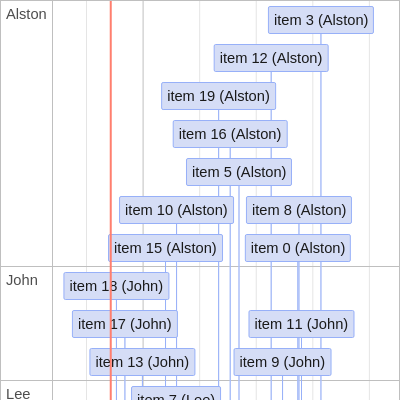 Alston
item 3 (Alston)
item 12 (Alston)
item 19 (Alston)
item 16 (Alston)
item 5 (Alston)
item 10 (Alston)
item 8 (Alston)
item 15 (Alston)
item 0 (Alston)
John
item 18 (John)
item 17 (John)
item 11 (John)
item 13 (John)
item 9 (John)
Lee
item 7 (Lee)